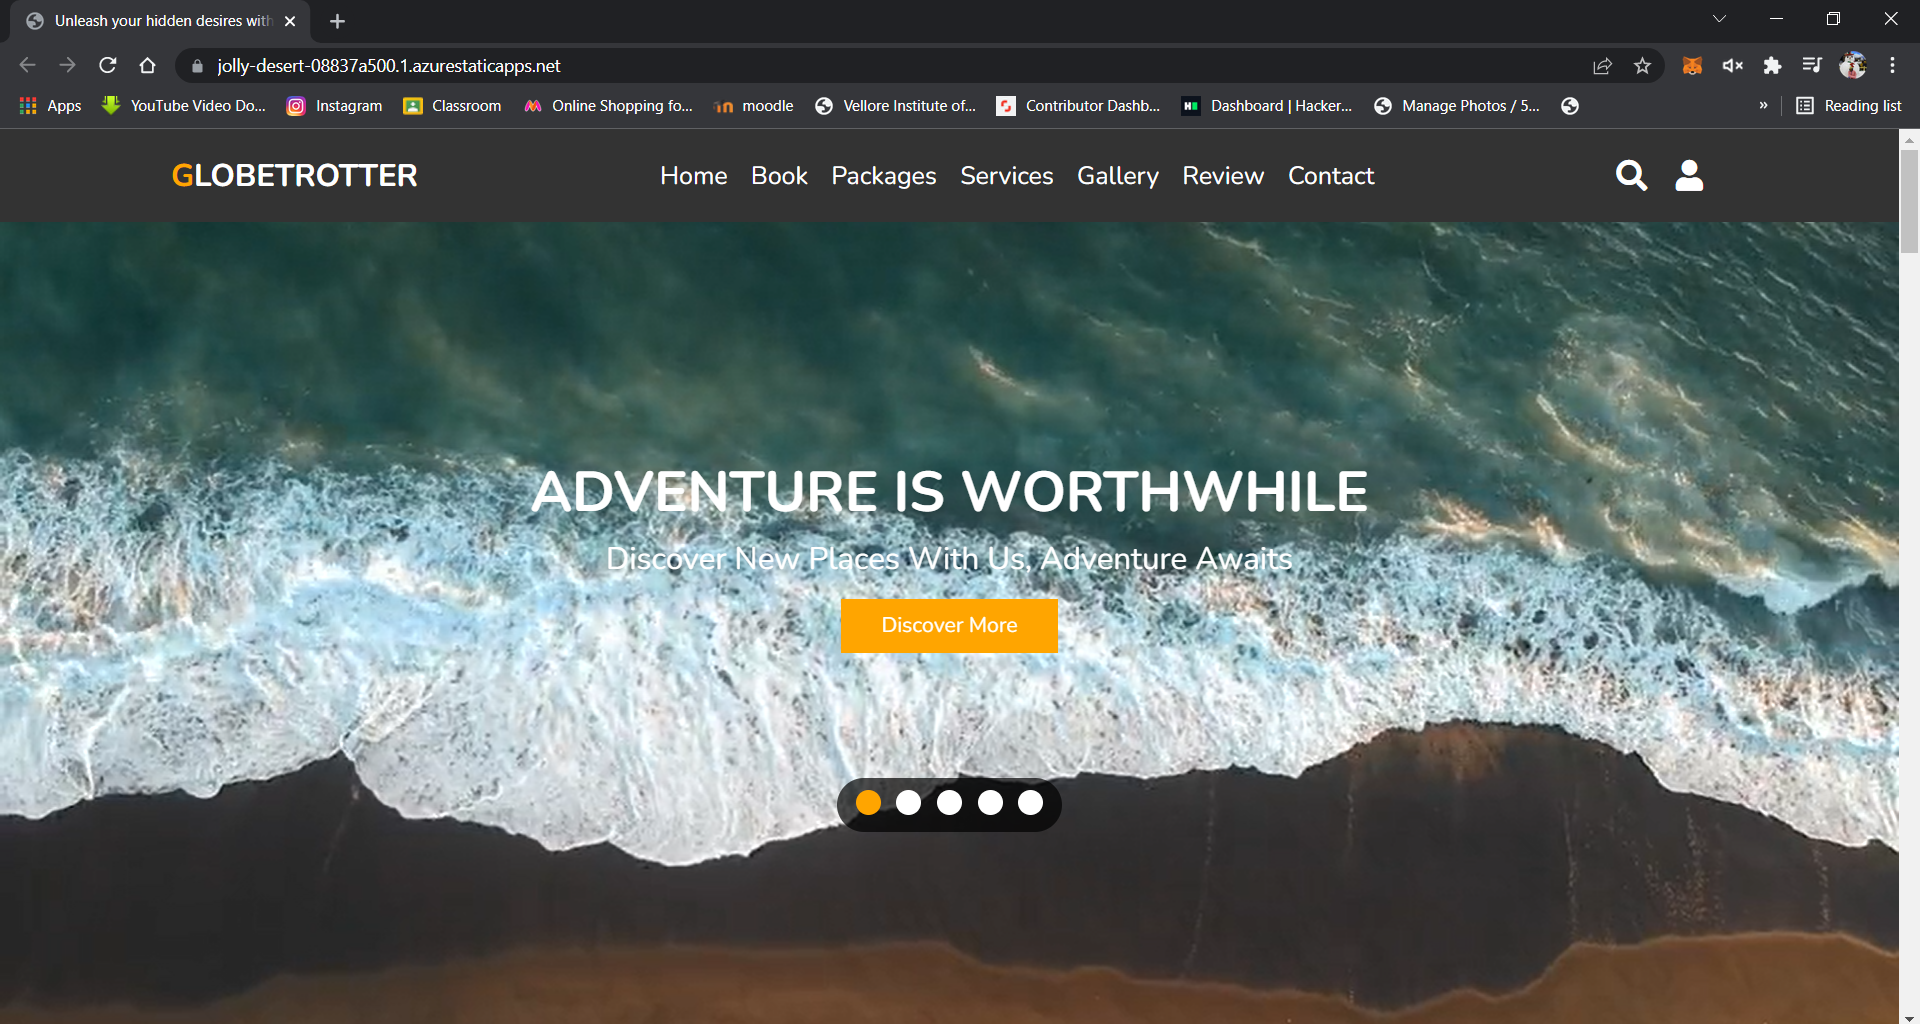 Unleash your hidden desires with
jolly-desert-08837a500.1.azurestaticapps.net
Apps YouTube Video Do... Instagram Classroom Online Shopping fo... moodle Vellore Institute of... Contributor Dashb... Dashboard | Hacker... Manage Photos / 5... » Reading list
GLOBETROTTER Home Book Packages Services Gallery Review Contact
ADVENTURE IS WORTHWHILE
Discover New Places With Us, Adventure Awaits
Discover More